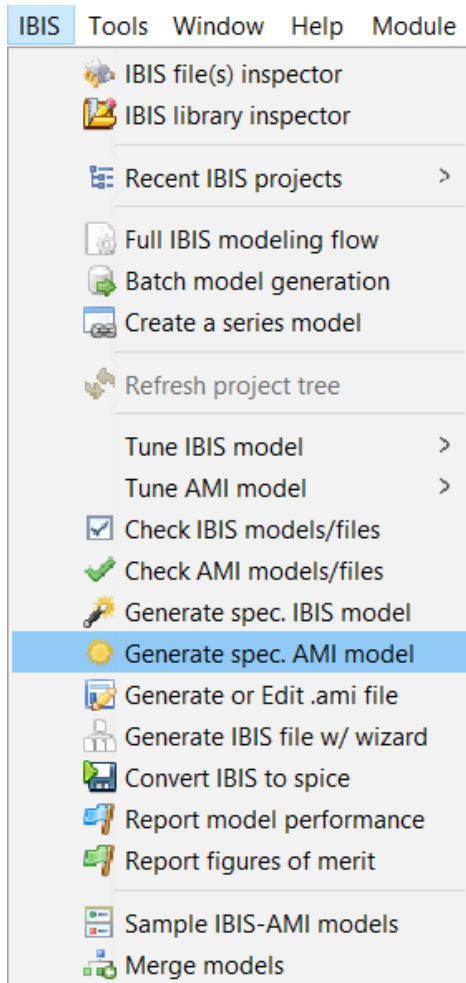 IBIS Tools Window Help Module
IBIS file(s) inspector
IBIS library inspector
Recent IBIS projects >
Full IBIS modeling flow
Batch model generation
Create a series model
Refresh project tree
Tune IBIS model >
Tune AMI model >
Check IBIS models/files
Check AMI models/files
Generate spec. IBIS model
Generate spec. AMI model
Generate or Edit .ami file
Generate IBIS file w/ wizard
Convert IBIS to spice
Report model performance
Report figures of merit
Sample IBIS-AMI models
Merge models